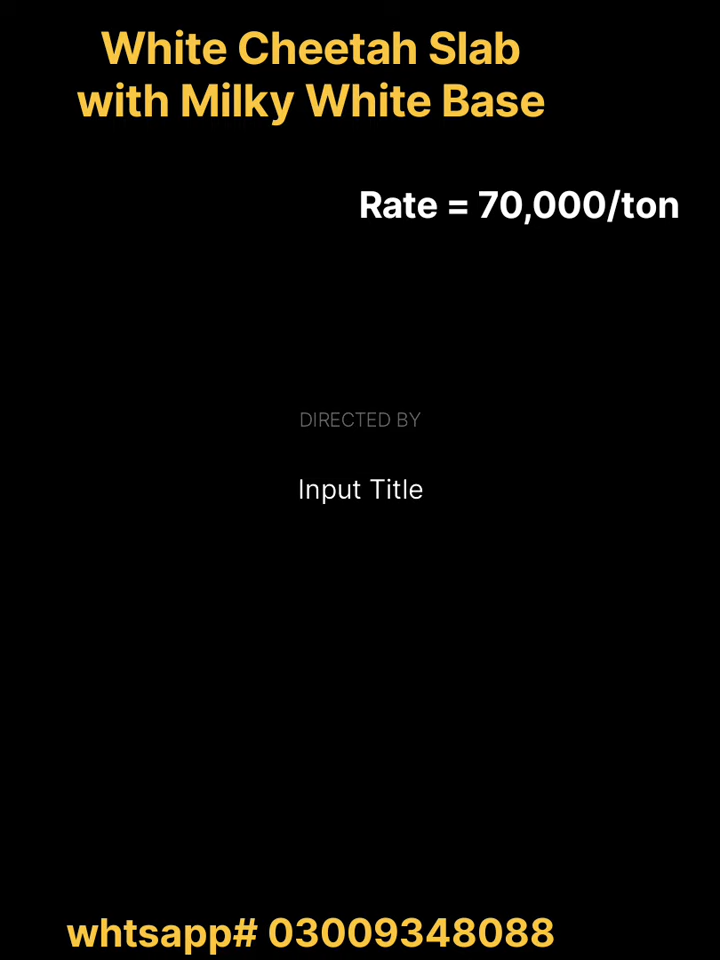 White Cheetah Slab
with Milky White Base
Rate = 70,000/ton
DIRECTED BY
Input Title
whtsapp# 03009348088